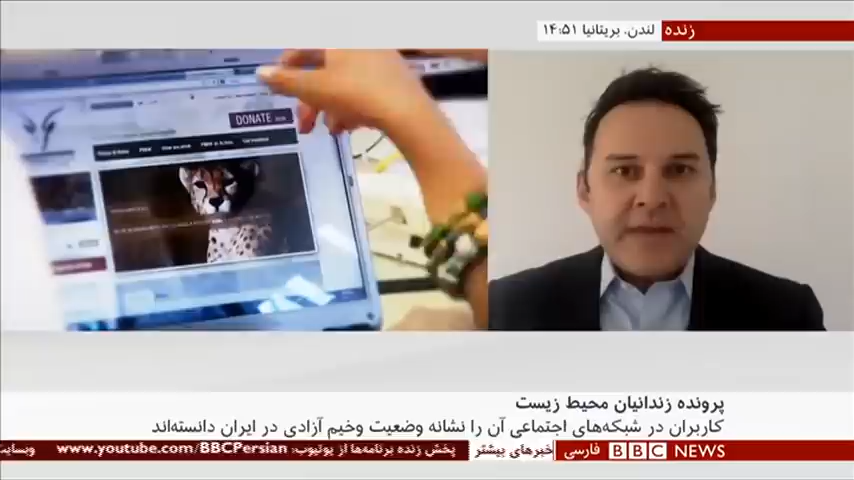 زنده
لندن، بریتانیا ۱۴:۵۱
DONATE
پرونده زندانیان محیط زیست
کاربران در شبکه‌های اجتماعی آن را نشانه وضعیت وخیم آزادی در ایران دانسته‌اند
BBC NEWS فارسی
خبرهای بیشتر
پخش زنده برنامه‌ها از یوتیوب: www.youtube.com/BBCPersian
وبسایت